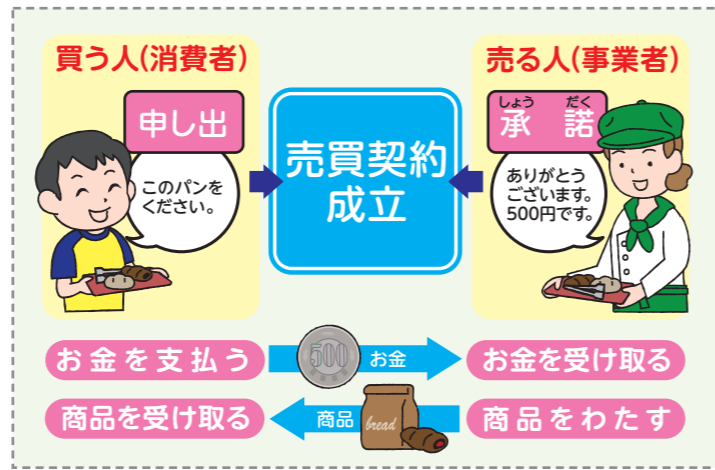 買う人(消費者)
申し出
このパンを
ください。
売買契約
成立
売る人(事業者)
しょう だく
承諾
ありがとう
ございます。
500円です。
お金を支払う
500
お金
お金を受け取る
商品を受け取る
商品
bread
商品をわたす